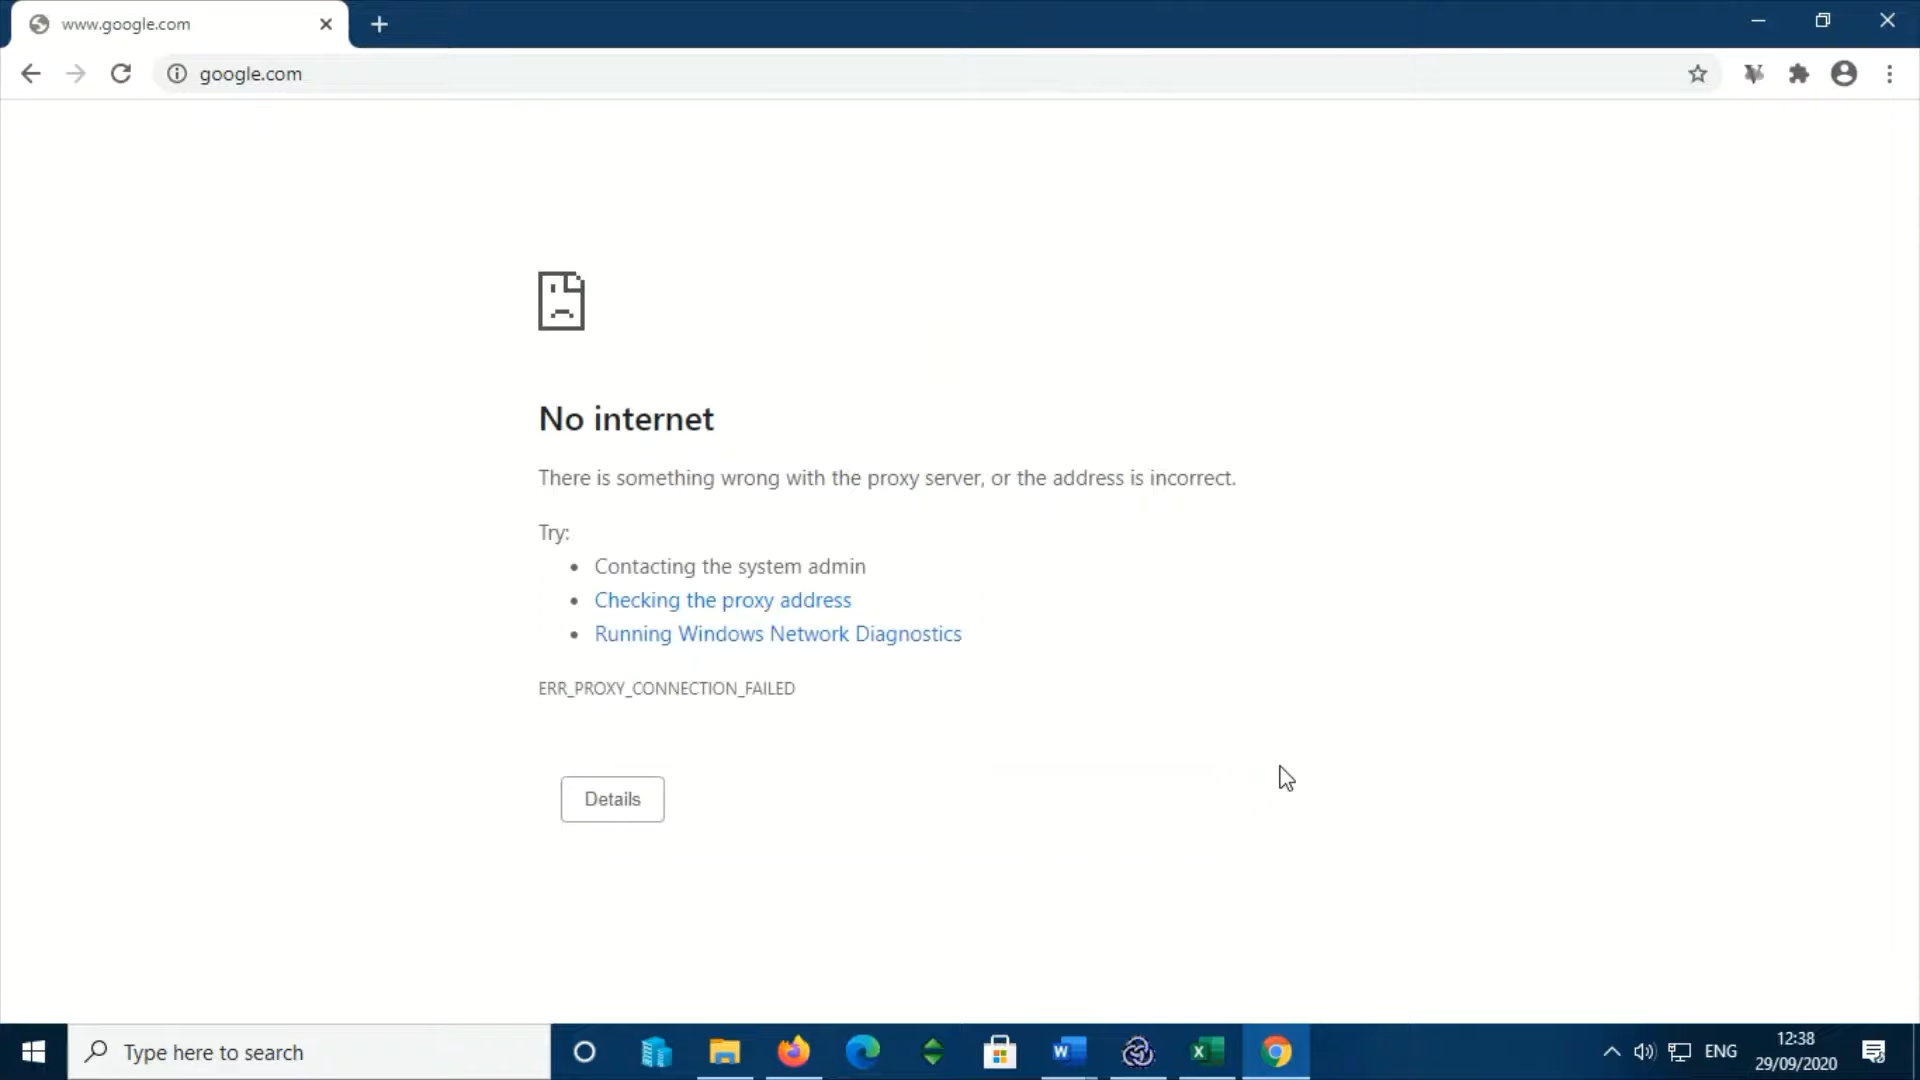 www.google.com
google.com
No internet
There is something wrong with the proxy server, or the address is incorrect.
Try:
Contacting the system admin
Checking the proxy address
Running Windows Network Diagnostics
ERR_PROXY_CONNECTION_FAILED
Details
Type here to search
ENG
12:38
29/09/2020